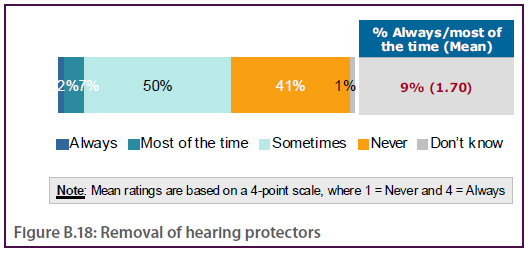 % Always/most of
the time (Mean)
2% 7% 50% 41% 1%
9% (1.70)
Always Most of the time Sometimes Never Don't know
Note: Mean ratings are based on a 4-point scale, where 1 = Never and 4 = Always
Figure B.18: Removal of hearing protectors